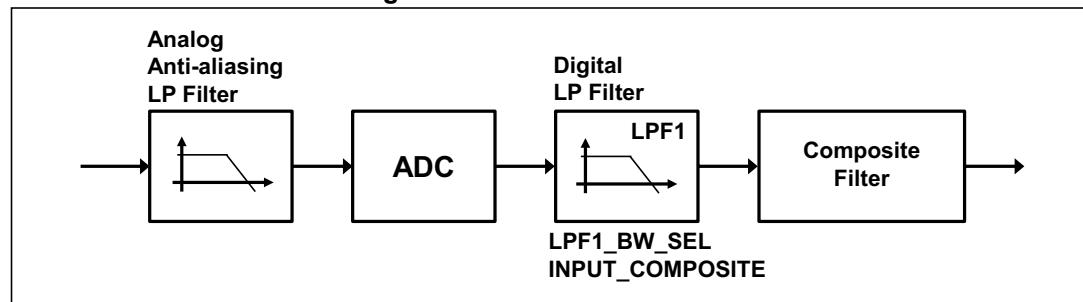 Analog
Anti-aliasing
LP Filter
ADC
Digital
LP Filter
LPF1
LPF1_BW_SEL
INPUT_COMPOSITE
Composite
Filter